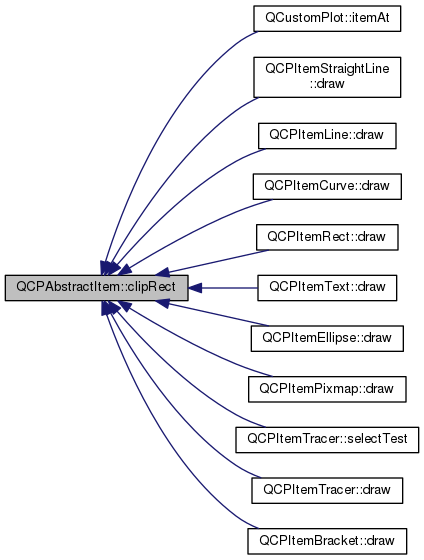 QCustomPlot::itemAt
QCPItemStraightLine
::draw
QCPItemLine::draw
QCPItemCurve::draw
QCPItemRect::draw
QCPAbstractItem::clipRect
QCPItemText::draw
QCPItemEllipse::draw
QCPItemPixmap::draw
QCPItemTracer::selectTest
QCPItemTracer::draw
QCPItemBracket::draw